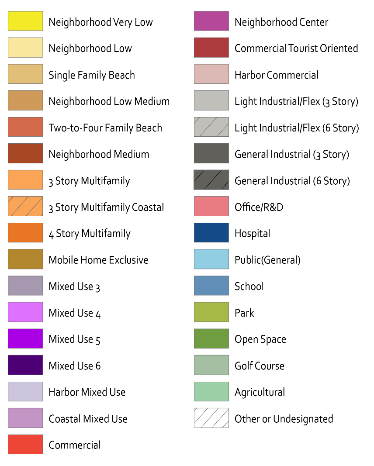 Neighborhood Very Low
Neighborhood Low
Single Family Beach
Neighborhood Low Medium
Two-to-Four Family Beach
Neighborhood Medium
3 Story Multifamily
3 Story Multifamily Coastal
4 Story Multifamily
Mobile Home Exclusive
Mixed Use 3
Mixed Use 4
Mixed Use 5
Mixed Use 6
Harbor Mixed Use
Coastal Mixed Use
Commercial
Neighborhood Center
Commercial Tourist Oriented
Harbor Commercial
Light Industrial/Flex (3 Story)
Light Industrial/Flex (6 Story)
General Industrial (3 Story)
General Industrial (6 Story)
Office/R&D
Hospital
Public(General)
School
Park
Open Space
Golf Course
Agricultural
Other or Undesignated